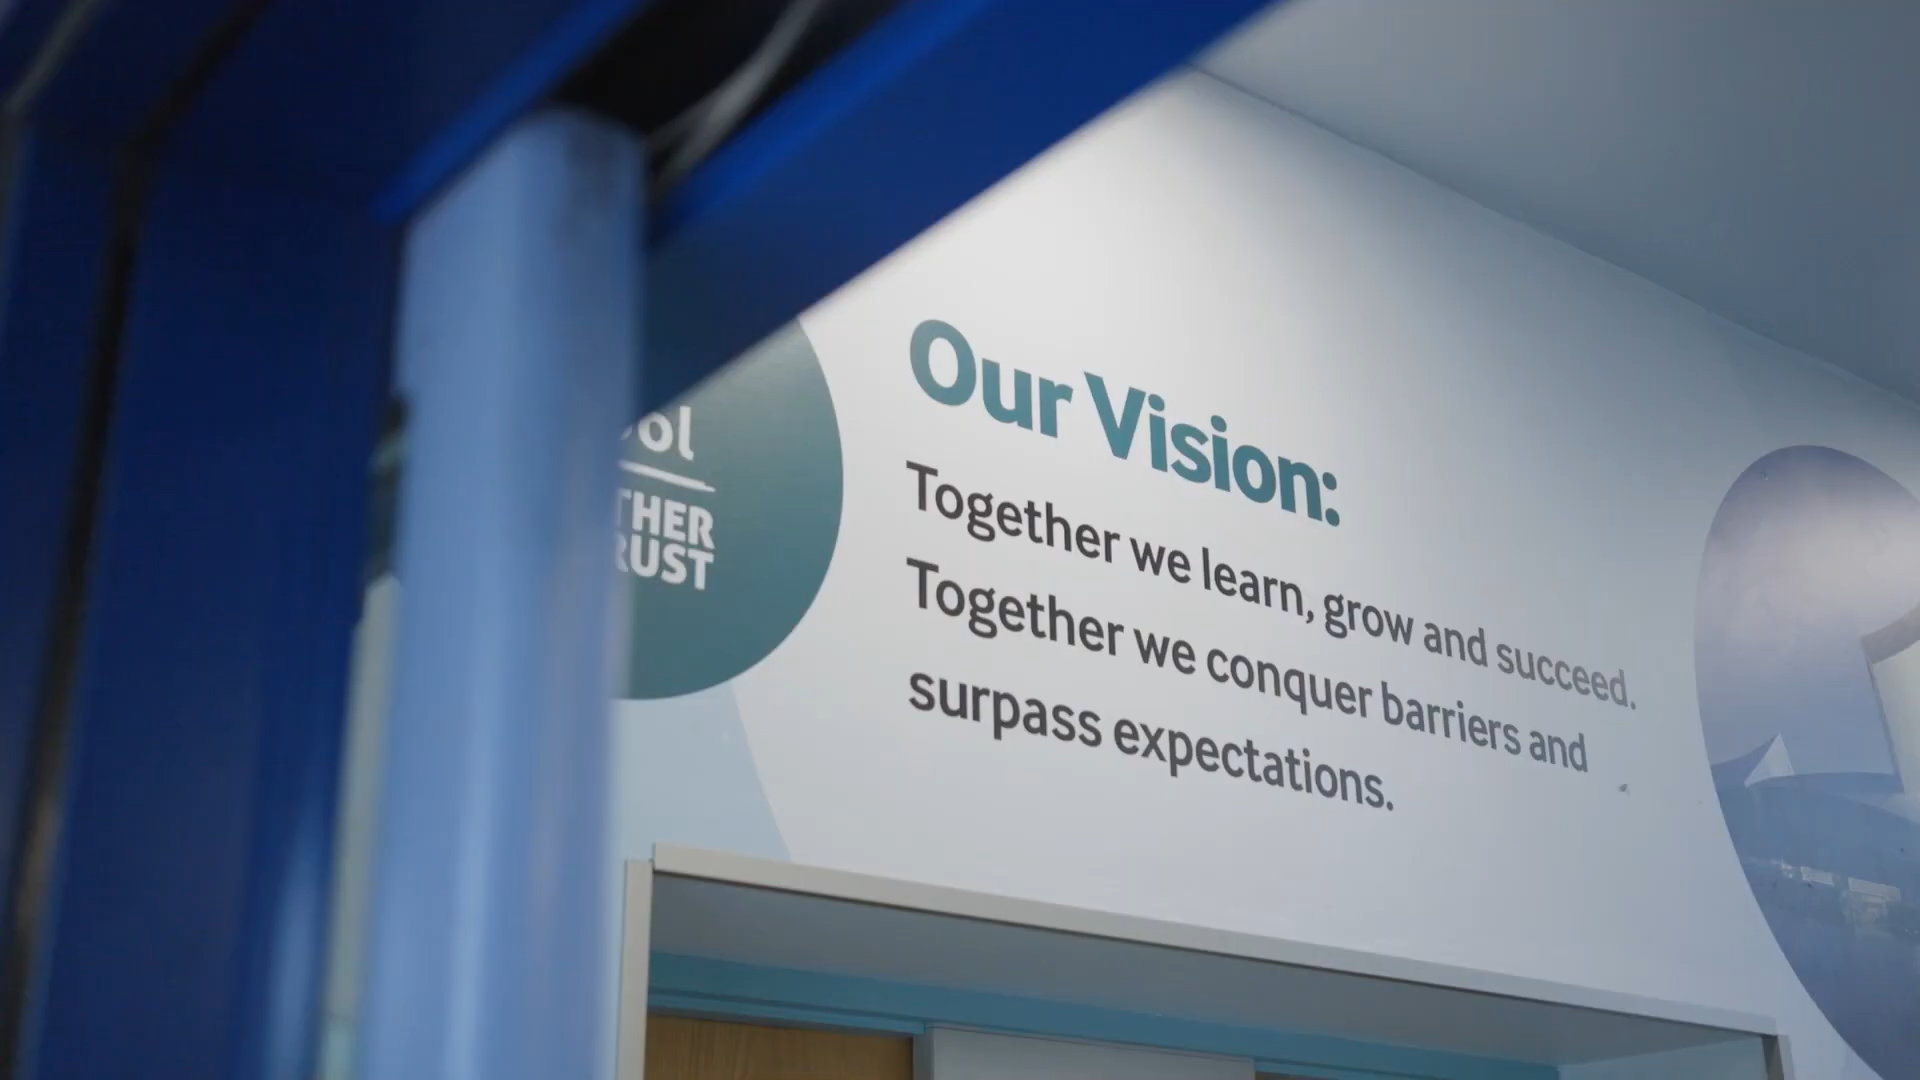 Our Vision:
Together we learn, grow and succeed.
Together we conquer barriers and
surpass expectations.